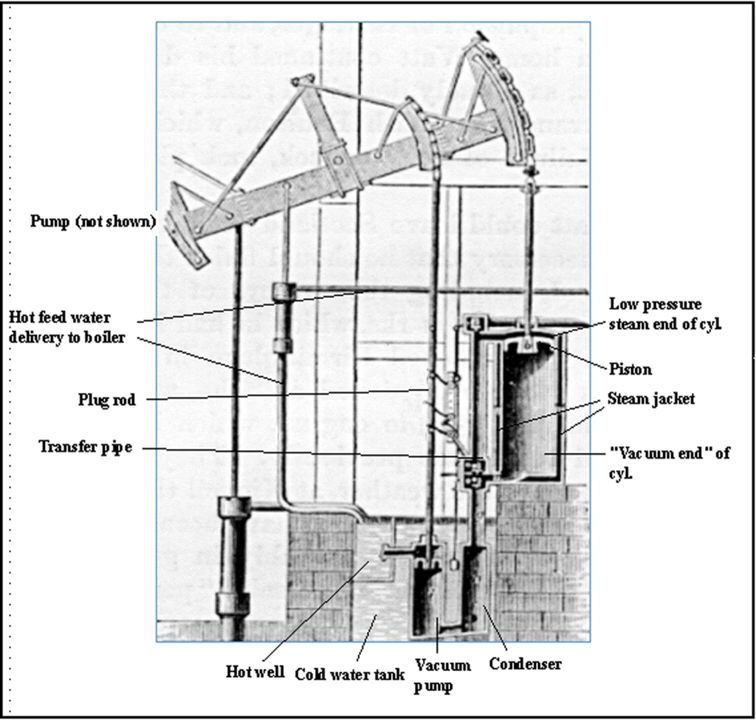 Pump (not shown)
Hot feed water
delivery to boiler
Plug rod
Transfer pipe
Low pressure
steam end of cyl.
Piston
Steam jacket
"Vacuum end" of
cyl.
Hot well
Cold water tank
Vacuum
pump
Condenser